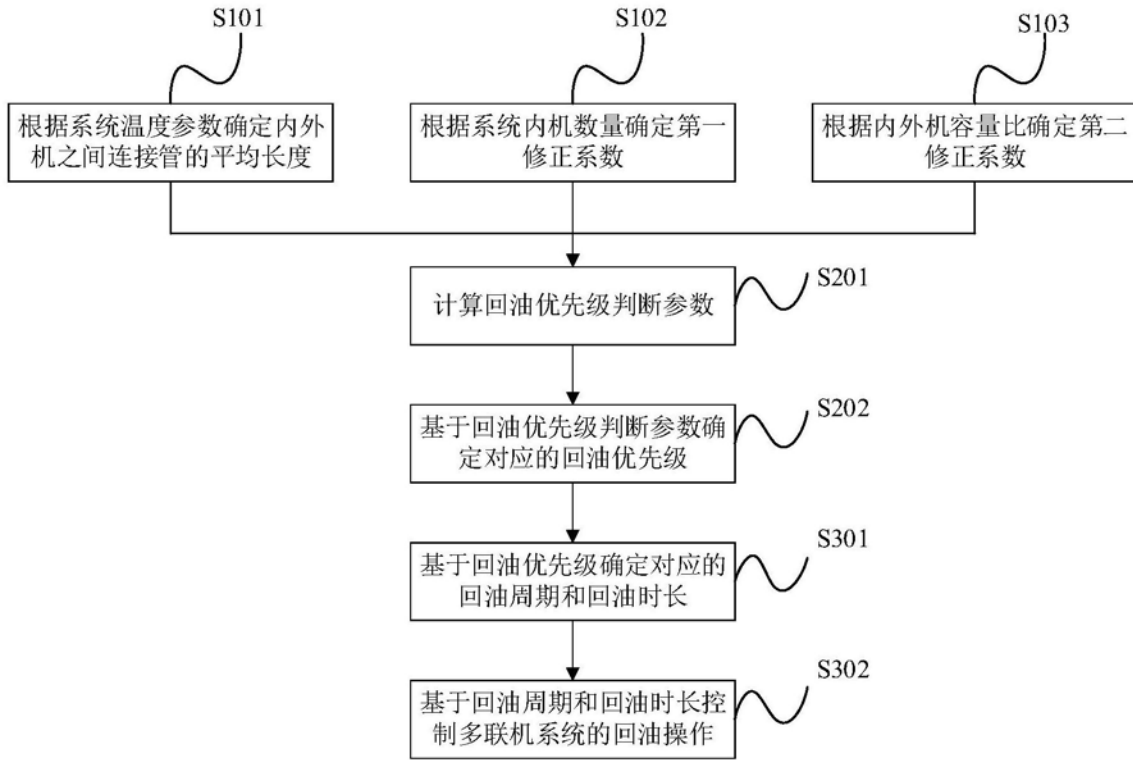 S101
S102
S103
根据系统温度参数确定内外
机之间连接管的平均长度
根据系统内机数量确定第一
修正系数
根据内外机容量比确定第二
修正系数
S201
计算回油优先级判断参数
S202
基于回油优先级判断参数确
定对应的回油优先级
S301
基于回油优先级确定对应的
回油周期和回油时长
S302
基于回油周期和回油时长控
制多联机系统的回油操作